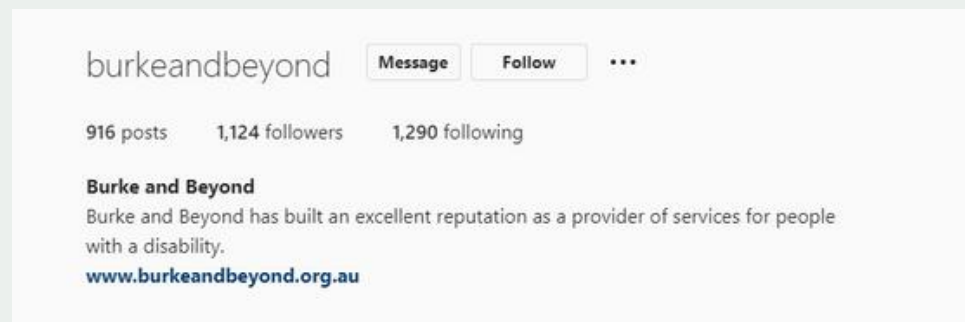 burkeandbeyond Message Follow •••
916 posts 1,124 followers 1,290 following
Burke and Beyond
Burke and Beyond has built an excellent reputation as a provider of services for people
with a disability.
www.burkeandbeyond.org.au